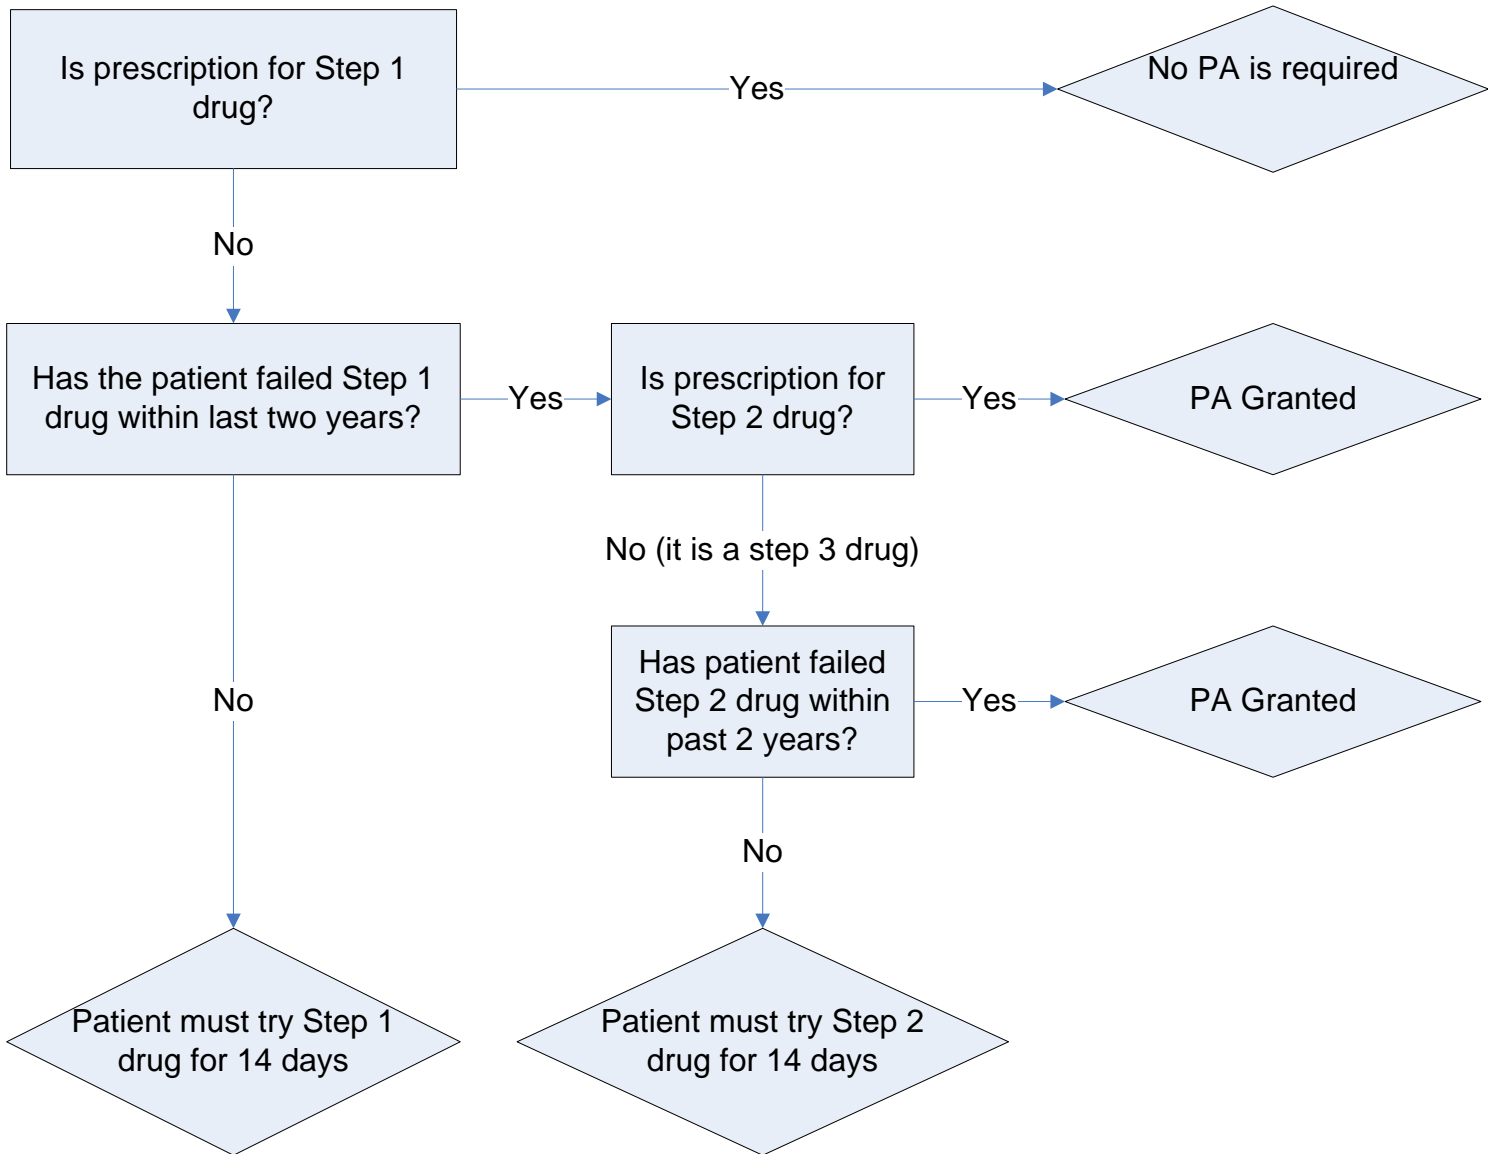 Is prescription for Step 1
drug?
Yes
No PA is required
No
Has the patient failed Step 1
drug within last two years?
Yes
Is prescription for
Step 2 drug?
Yes
PA Granted
No (it is a step 3 drug)
No
Has patient failed
Step 2 drug within
past 2 years?
Yes
PA Granted
No
Patient must try Step 1
drug for 14 days
Patient must try Step 2
drug for 14 days